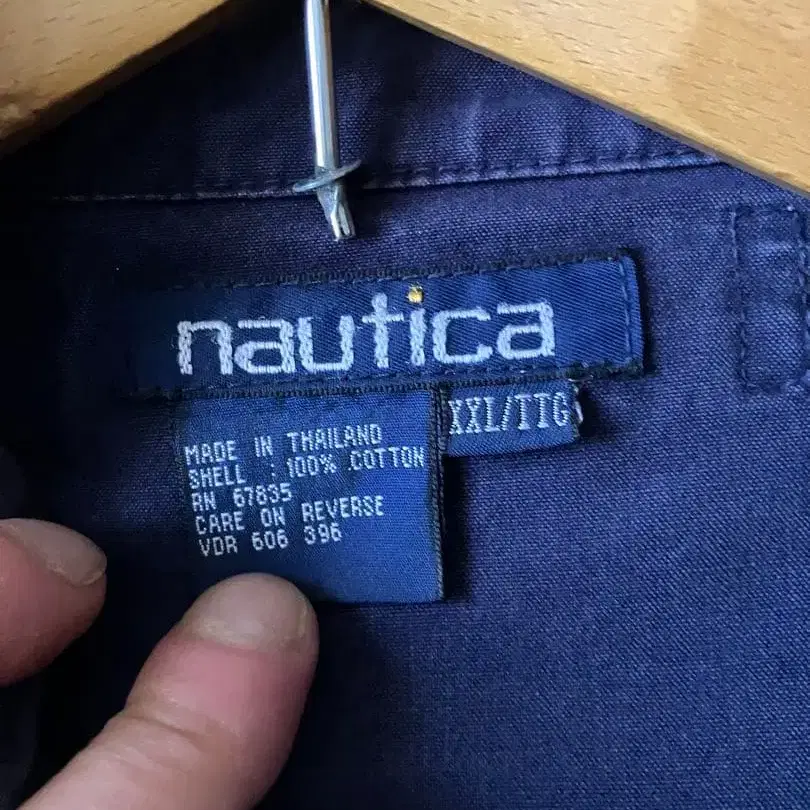 nautica
XXL/TTG
MADE IN THAILAND
SHELL : 100% COTTON
RN 67835
CARE ON REVERSE
VDR 606 396